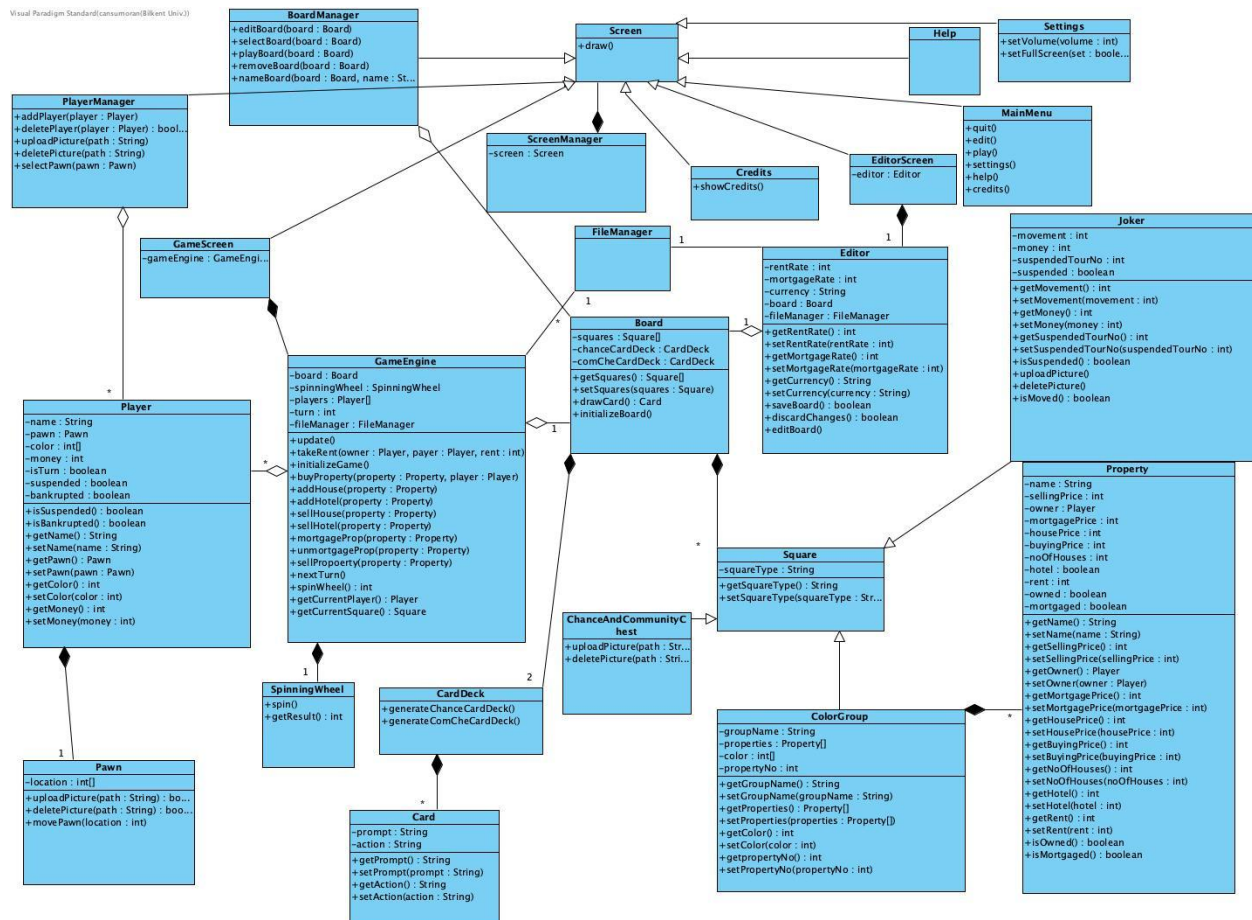 Visual Paradigm Standard(cansumoran(Bilkent Univ.))
BoardManager
+editBoard(board : Board)
+selectBoard(board : Board)
+playBoard(board : Board)
+removeBoard(board : Board)
+nameBoard(board : Board, name : St...
Screen
+draw()
Help
Settings
+setVolume(volume : int)
+setFullScreen(set : boole...
PlayerManager
+addPlayer(player : Player)
+deletePlayer(player : Player) : bool...
+uploadPicture(path : String)
+deletePicture(path : String)
+selectPawn(pawn : Pawn)
ScreenManager
-screen : Screen
Credits
+showCredits()
EditorScreen
-editor : Editor
MainMenu
+quit()
+edit()
+play()
+settings()
+help()
+credits()
GameScreen
-gameEngine : GameEngi...
FileManager
1
1
1
Editor
-rentRate : int
-mortgageRate : int
-currency : String
-board : Board
-fileManager : FileManager
+getRentRate() : int
+setRentRate(rentRate : int)
+getMortgageRate() : int
+setMortgageRate(mortgageRate : int)
+getCurrency() : String
+setCurrency(currency : String)
+saveBoard() : boolean
+discardChanges() : boolean
+editBoard()
Joker
-movement : int
-money : int
-suspendedTourNo : int
-suspended : boolean
+getMovement() : int
+setMovement(movement : int)
+getMoney() : int
+setMoney(money : int)
+getSuspendedTourNo() : int
+setSuspendedTourNo(suspendedTourNo : int)
+isSuspended() : boolean
+uploadPicture()
+deletePicture()
+isMoved() : boolean
*
1
Board
-squares : Square[]
-chanceCardDeck : CardDeck
-comCheCardDeck : CardDeck
+getSquares() : Square[]
+setSquares(squares : Square)
+drawCard() : Card
+initializeBoard()
GameEngine
-board : Board
-spinningWheel : SpinningWheel
-players : Player[]
-turn : int
-fileManager : FileManager
+update()
+takeRent(owner : Player, payer : Player, rent : int)
+initializeGame()
+buyProperty(property : Property, player : Player)
+addHouse(property : Property)
+addHotel(property : Property)
+sellHouse(property : Property)
+sellHotel(property : Property)
+mortgageProp(property : Property)
+unmortgageProp(property : Property)
+sellPropoerty(property : Property)
+nextTurn()
+spinWheel() : int
+getCurrentPlayer() : Player
+getCurrentSquare() : Square
1
*
*
Player
-name : String
-pawn : Pawn
-color : int[]
-money : int
-isTurn : boolean
-suspended : boolean
-bankrupted : boolean
+isSuspended() : boolean
+isBankrupted() : boolean
+getName() : String
+setName(name : String)
+getPawn() : Pawn
+setPawn(pawn : Pawn)
+getColor() : int
+setColor(color : int)
+getMoney() : int
+setMoney(money : int)
Property
-name : String
-sellingPrice : int
-owner : Player
-mortgagePrice : int
-housePrice : int
-buyingPrice : int
-noOfHouses : int
-hotel : boolean
-rent : int
-owned : boolean
-mortgaged : boolean
+getName() : String
+setName(name : String)
+getSellingPrice() : int
+setSellingPrice(sellingPrice : int)
+getOwner() : Player
+setOwner(owner : Player)
+getMortgagePrice() : int
+setMortgagePrice(mortgagePrice : int)
+getHousePrice() : int
+setHousePrice(housePrice : int)
+getBuyingPrice() : int
+setBuyingPrice(buyingPrice : int)
+getNoOfHouses() : int
+setNoOfHouses(noOfHouses : int)
+getHotel() : int
+setHotel(hotel : int)
+getRent() : int
+setRent(rent : int)
+isOwned() : boolean
+isMortgaged() : boolean
*
Square
-squareType : String
+getSquareType() : String
+setSquareType(squareType : Str...
ChanceAndCommunityC
hest
+uploadPicture(path : Str...
+deletePicture(path : Stri...
1
SpinningWheel
+spin()
+getResult() : int
2
CardDeck
+generateChanceCardDeck()
+generateComCheCardDeck()
*
ColorGroup
-groupName : String
-properties : Property[]
-color : int[]
-propertyNo : int
+getGroupName() : String
+setGroupName(groupName : String)
+getProperties() : Property[]
+setProperties(properties : Property[])
+getColor() : int
+setColor(color : int)
+getpropertyNo() : int
+setPropertyNo(propertyNo : int)
1
Pawn
-location : int[]
+uploadPicture(path : String) : bo...
+deletePicture(path : String) : boo...
+movePawn(location : int)
*
Card
-prompt : String
-action : String
+getPrompt() : String
+setPrompt(prompt : String)
+getAction() : String
+setAction(action : String)